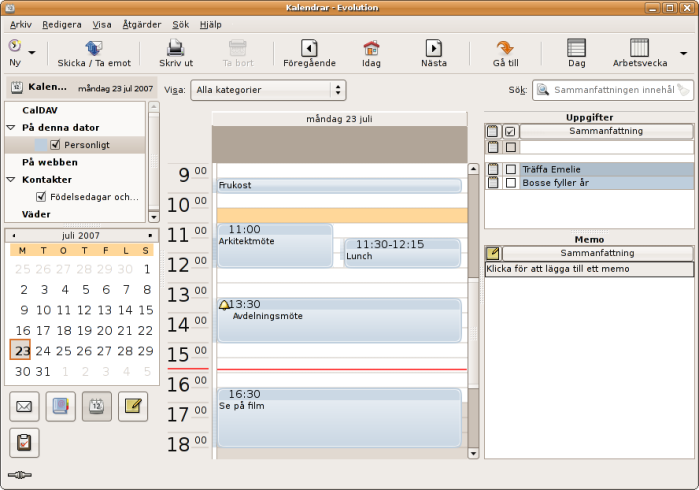 Kalendrar - Evolution
Arkiv Redigera Visa Åtgärder Sök Hjälp
Ny Skicka / Ta emot Skriv ut Ta bort Föregående Idag Nästa Gå till Dag Arbetsvecka
Kalen... måndag 23 jul 2007
Visa: Alla kategorier
Sök: Sammanfattningen innehål
CalDAV
På denna dator
Personligt
På webben
Kontakter
Födelsedagar och...
Väder
juli 2007
M T O T F L S
25 26 27 28 29 30 1
2 3 4 5 6 7 8
9 10 11 12 13 14 15
16 17 18 19 20 21 22
23 24 25 26 27 28 29
30 31 1 2 3 4 5
12
måndag 23 juli
9 00
Frukost
10 00
11 00
11:00
Arkitektmöte
11:30-12:15
Lunch
12 00
13 00
13:30
Avdelningsmöte
14 00
15 00
16 00
16:30
Se på film
17 00
18 00
Uppgifter
Sammanfattning
Träffa Emelie
Bosse fyller år
Memo
Sammanfattning
Klicka för att lägga till ett memo